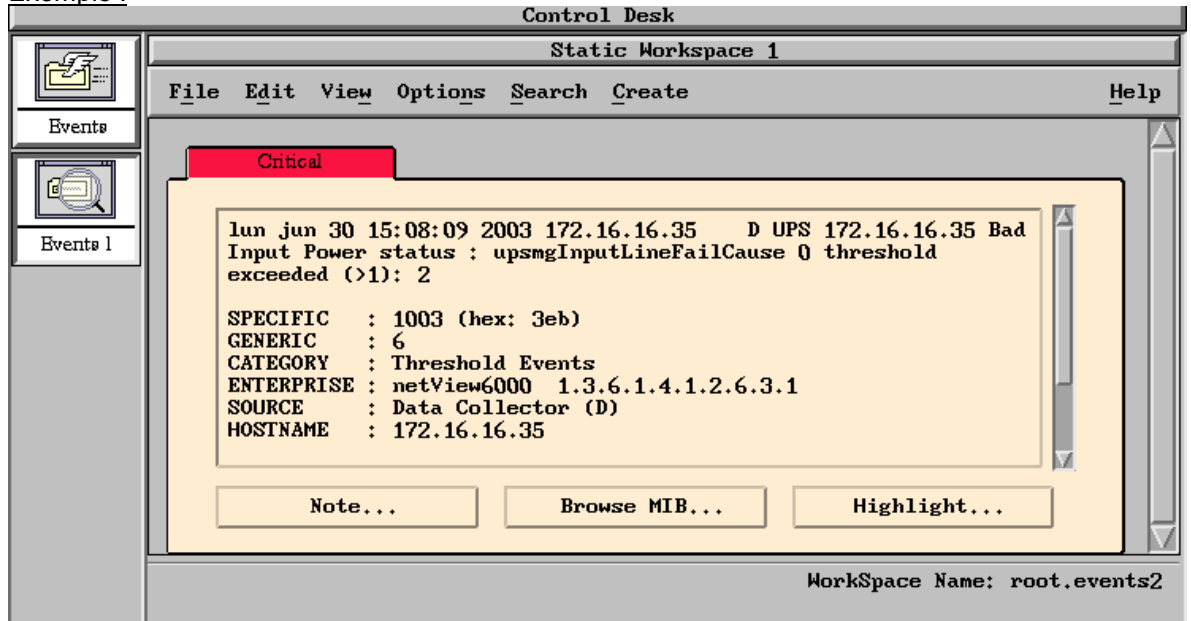 Exemple :
Control Desk
Static Workspace 1
File Edit View Options Search Create Help
Events
Events 1
Critical
lun jun 30 15:08:09 2003 172.16.16.35 D UPS 172.16.16.35 Bad
Input Power status : upsmgInputLineFailCause 0 threshold
exceeded (>1): 2
SPECIFIC : 1003 (hex: 3eb)
GENERIC : 6
CATEGORY : Threshold Events
ENTERPRISE : netView6000 1.3.6.1.4.1.2.6.3.1
SOURCE : Data Collector (D)
HOSTNAME : 172.16.16.35
Note... Browse MIB... Highlight...
WorkSpace Name: root.events2